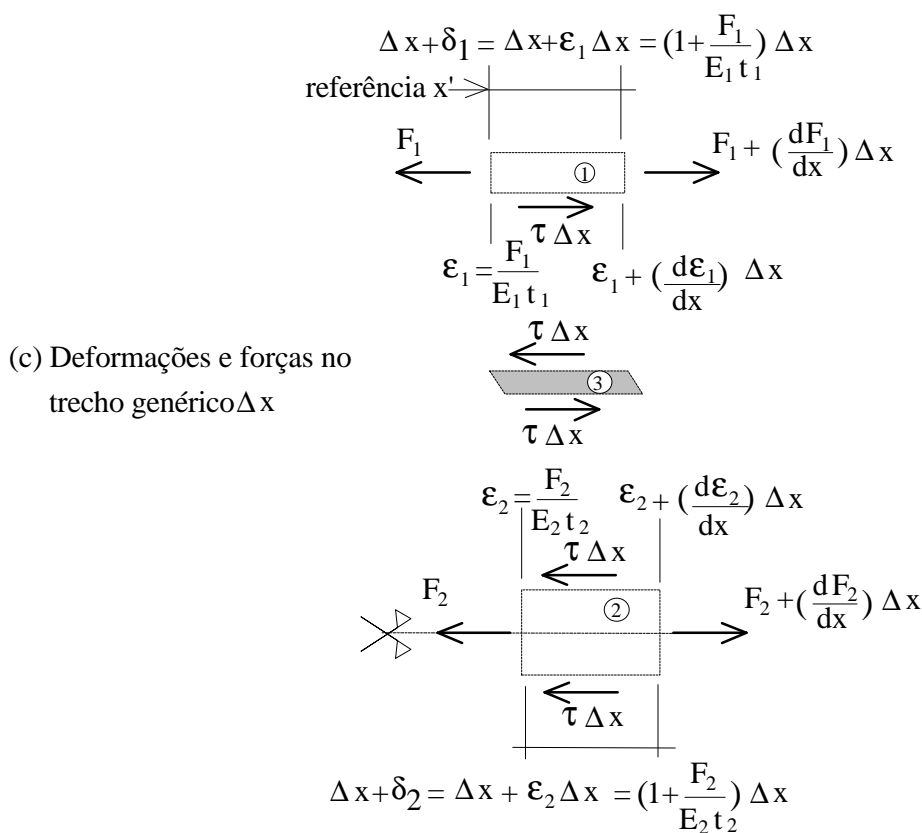 Δx+δ₁ = Δx+ε₁Δx = (1+F₁/E₁t₁) Δx
referência x'
F₁
F₁ + (dF₁/dx) Δx
①
τ Δx
ε₁ = F₁/E₁t₁
ε₁ + (dε₁/dx) Δx
τ Δx
(c) Deformações e forças no
trecho genérico Δx
③
τ Δx
ε₂ = F₂/E₂t₂
ε₂ + (dε₂/dx) Δx
τ Δx
F₂
②
F₂ + (dF₂/dx) Δx
τ Δx
Δx+δ₂ = Δx + ε₂Δx = (1+F₂/E₂t₂) Δx